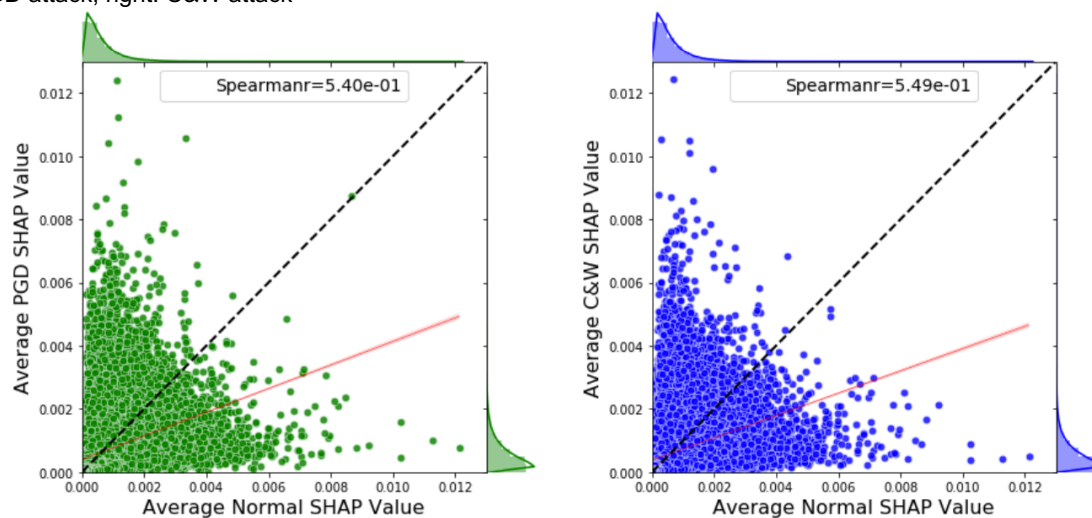 Spearmanr=5.40e-01
0.012
0.010
0.008
0.006
0.004
0.002
0.000
Average PGD SHAP Value
0.000 0.002 0.004 0.006 0.008 0.010 0.012
Average Normal SHAP Value
Spearmanr=5.49e-01
0.012
0.010
0.008
0.006
0.004
0.002
0.000
Average C&W SHAP Value
0.000 0.002 0.004 0.006 0.008 0.010 0.012
Average Normal SHAP Value